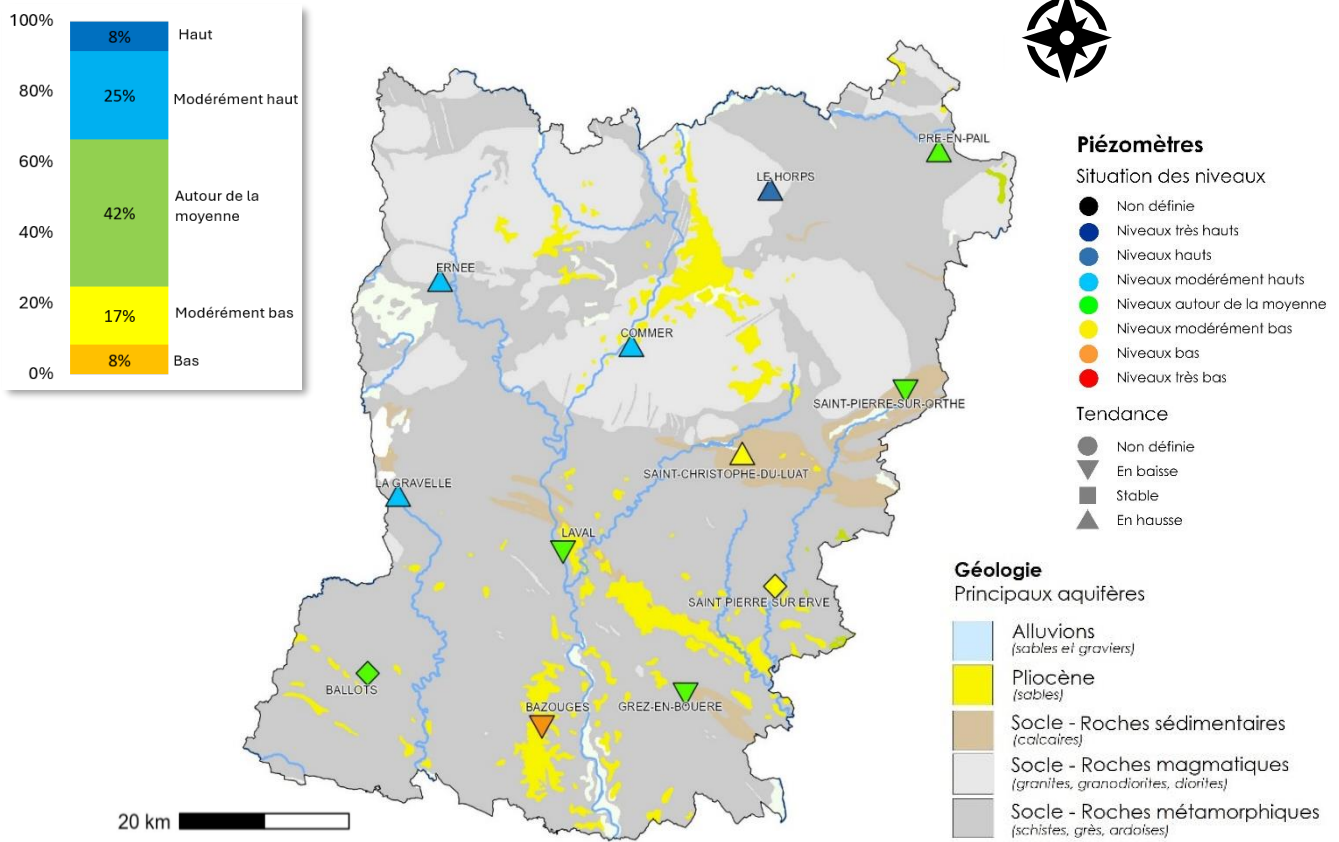 100%
80%
60%
40%
20%
0%
8%
25%
42%
17%
8%
Haut
Modérément haut
Autour de la
moyenne
Modérément bas
Bas
PRE-EN-PAIL
LE HORPS
ERNEE
COMMER
SAINT-PIERRE-SUR-ORTHE
SAINT-CHRISTOPHE-DU-LUAT
LA GRAVELLE
LAVAL
SAINT PIERRE SUR ERVE
BALLOTS
BAZOUGES
GREZ-EN-BOUERE
20 km
Piézomètres
Situation des niveaux
Non définie
Niveaux très hauts
Niveaux hauts
Niveaux modérément hauts
Niveaux autour de la moyenne
Niveaux modérément bas
Niveaux bas
Niveaux très bas
Tendance
Non définie
En baisse
Stable
En hausse
Géologie
Principaux aquifères
Alluvions
(sables et graviers)
Pliocène
(sables)
Socle - Roches sédimentaires
(calcaires)
Socle - Roches magmatiques
(granites, granodiorites, diorites)
Socle - Roches métamorphiques
(schistes, grès, ardoises)